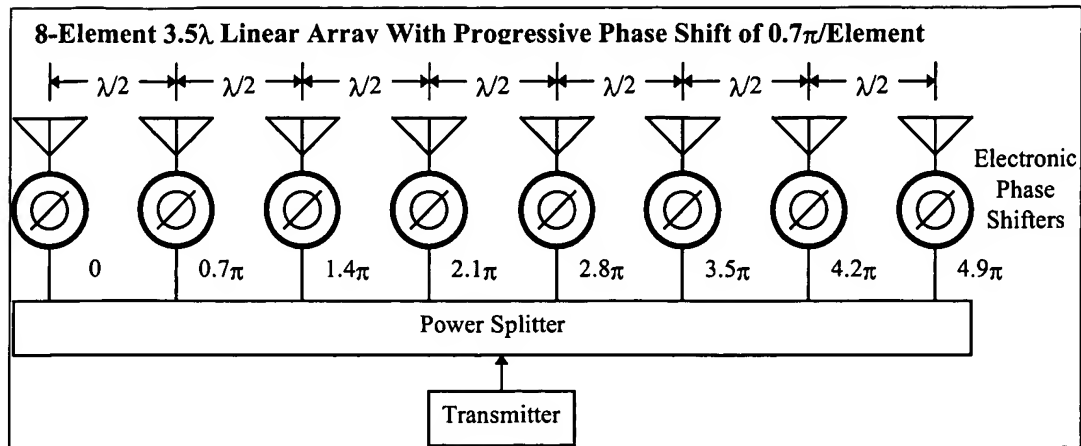 8-Element 3.5λ Linear Array With Progressive Phase Shift of 0.7π/Element
λ/2 λ/2 λ/2 λ/2 λ/2 λ/2 λ/2
Electronic
Phase
Shifters
0 0.7π 1.4π 2.1π 2.8π 3.5π 4.2π 4.9π
Power Splitter
Transmitter